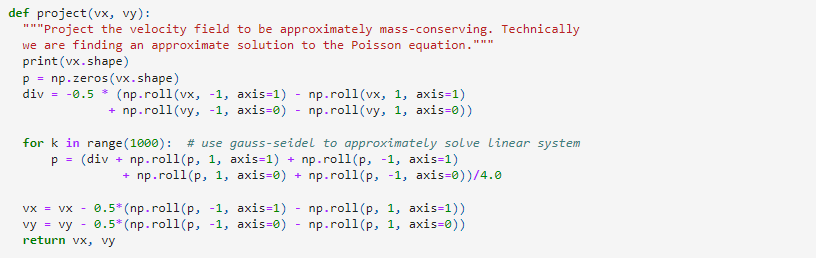 def project(vx, vy):
  """Project the velocity field to be approximately mass-conserving. Technically
  we are finding an approximate solution to the Poisson equation."""
  print(vx.shape)
  p = np.zeros(vx.shape)
  div = -0.5 * (np.roll(vx, -1, axis=1) - np.roll(vx, 1, axis=1)
              + np.roll(vy, -1, axis=0) - np.roll(vy, 1, axis=0))
  for k in range(1000):  # use gauss-seidel to approximately solve linear system
      p = (div + np.roll(p, 1, axis=1) + np.roll(p, -1, axis=1)
               + np.roll(p, 1, axis=0) + np.roll(p, -1, axis=0))/4.0
  vx = vx - 0.5*(np.roll(p, -1, axis=1) - np.roll(p, 1, axis=1))
  vy = vy - 0.5*(np.roll(p, -1, axis=0) - np.roll(p, 1, axis=0))
  return vx, vy